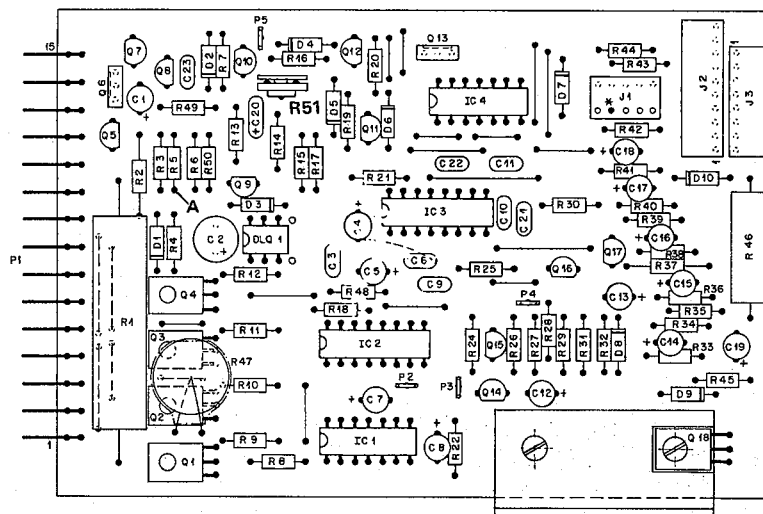 P5
Q13
Q7
D4
Q12
R44
15
Q8
C23
D2
R7
Q10
R16
R20
R43
J2
J3
Q6
C1
+
R51
IC4
D7
J1
*
R49
C20
+
D5
R19
D6
Q11
R42
Q5
R13
R14
C18
+
R2
R3
R5
R6
R50
R15
R17
C22
C11
R41
1
Q9
R21
C17
+
D10
A
D3
IC3
C10
C21
R30
R40
R39
C2
+
DLQ1
C4
+
C16
+
D1
R4
R38
R46
P1
C3
C6
Q17
R37
R12
C5
+
R25
Q16
C15
+
C9
Q4
R48
P4
C13
+
R36
R1
R18
R35
R34
Q3
R11
IC2
R24
Q15
R26
R27
R28
R29
R31
R32
D8
C14
+
R33
C19
+
R47
R10
P2
P3
R45
C7
+
Q14
C12
+
D9
Q2
R9
IC1
C8
+
R22
Q18
1
Q1
R8